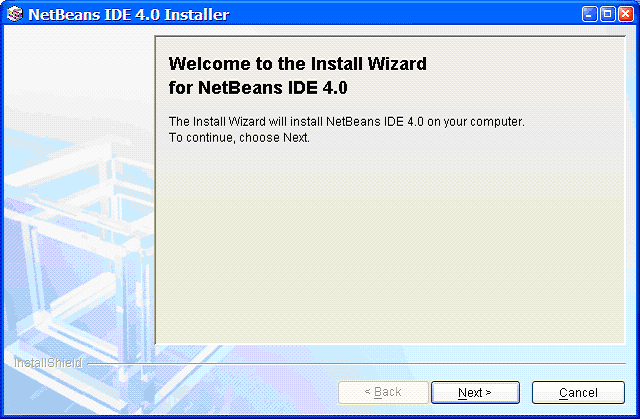 NetBeans IDE 4.0 Installer
Welcome to the Install Wizard
for NetBeans IDE 4.0
The Install Wizard will install NetBeans IDE 4.0 on your computer.
To continue, choose Next.
InstallShield
< Back
Next >
Cancel